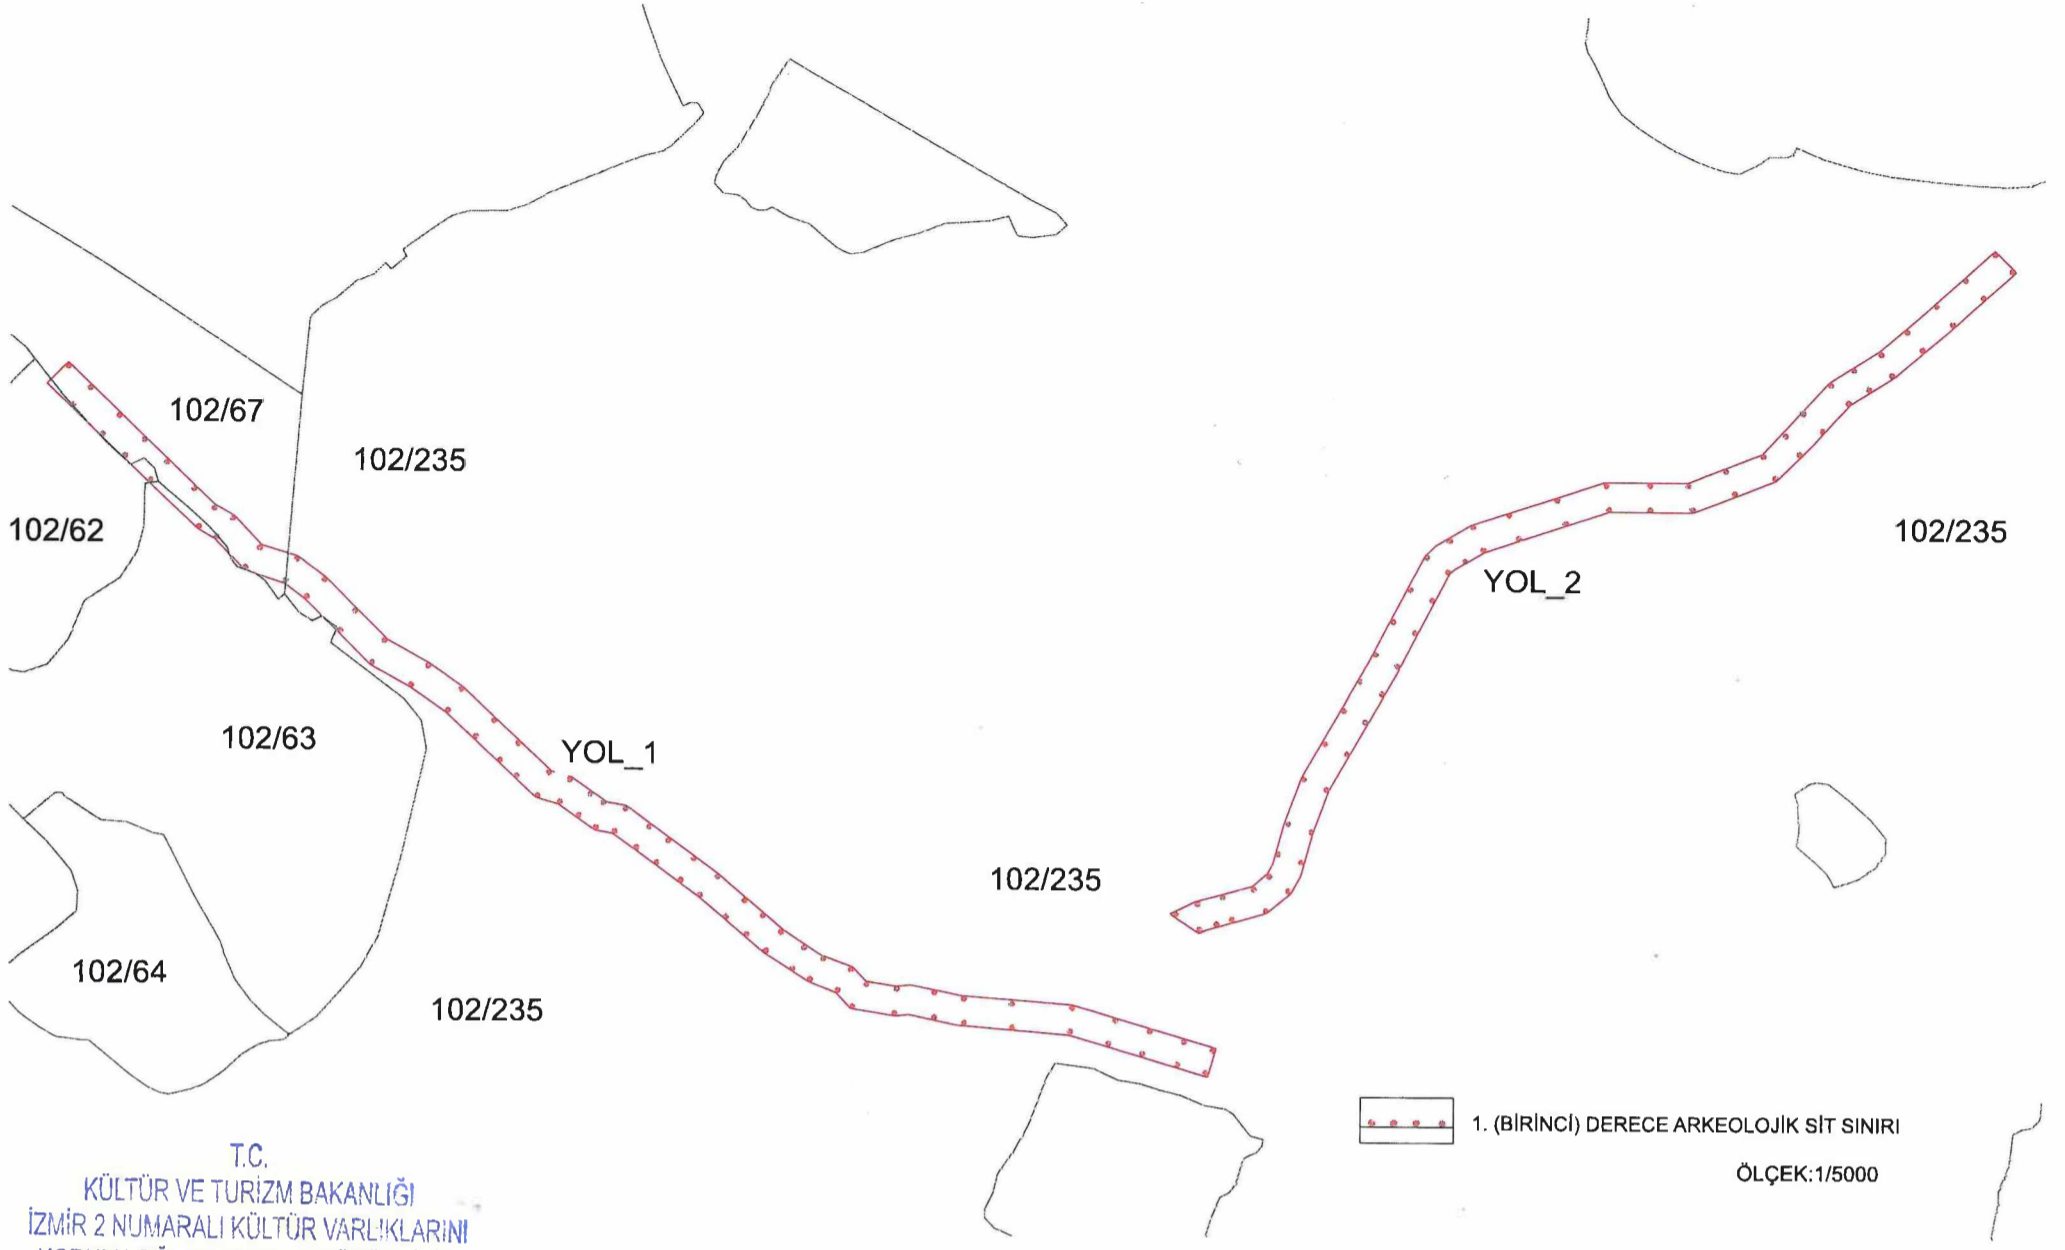 102/67
102/235
102/62
102/235
YOL_2
102/63
YOL_1
102/235
102/64
102/235
1. (BİRİNCİ) DERECE ARKEOLOJİK SİT SINIRI
ÖLÇEK:1/5000
T.C.
KÜLTÜR VE TURİZM BAKANLIĞI
İZMİR 2 NUMARALI KÜLTÜR VARLIKLARINI